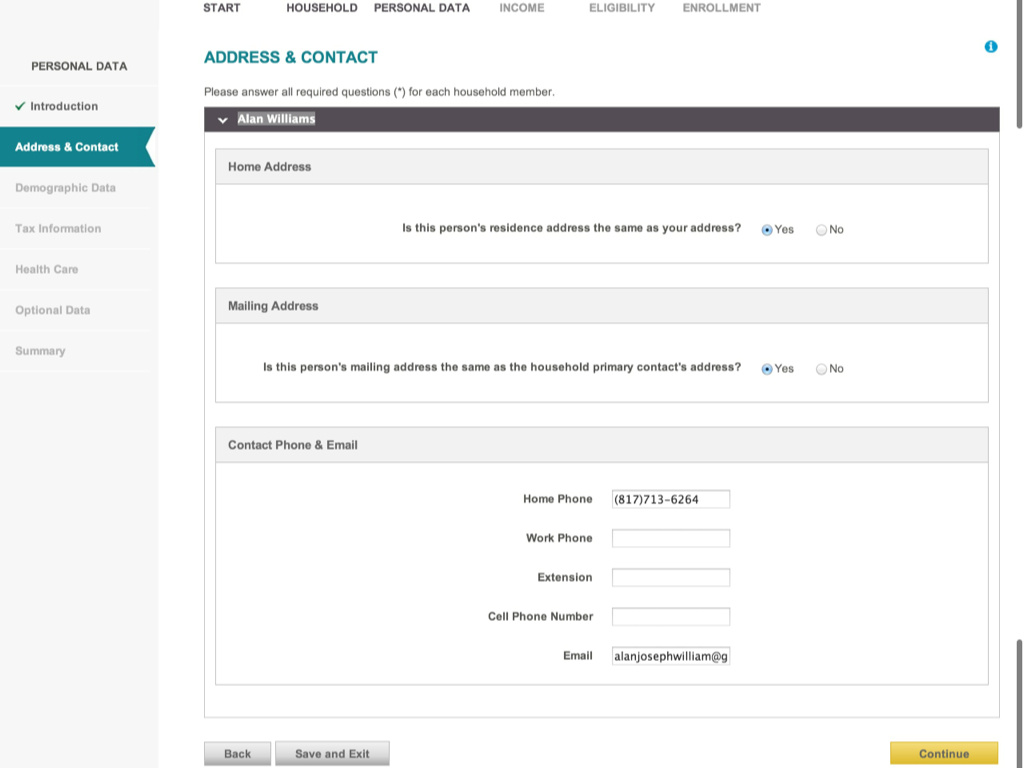 START HOUSEHOLD PERSONAL DATA INCOME ELIGIBILITY ENROLLMENT
PERSONAL DATA
Introduction
Address & Contact
Demographic Data
Tax Information
Health Care
Optional Data
Summary
ADDRESS & CONTACT
Please answer all required questions (*) for each household member.
Alan Williams
Home Address
Is this person's residence address the same as your address? Yes No
Mailing Address
Is this person's mailing address the same as the household primary contact's address? Yes No
Contact Phone & Email
Home Phone (817)713-6264
Work Phone
Extension
Cell Phone Number
Email alanjosephwilliam@g
Back Save and Exit Continue